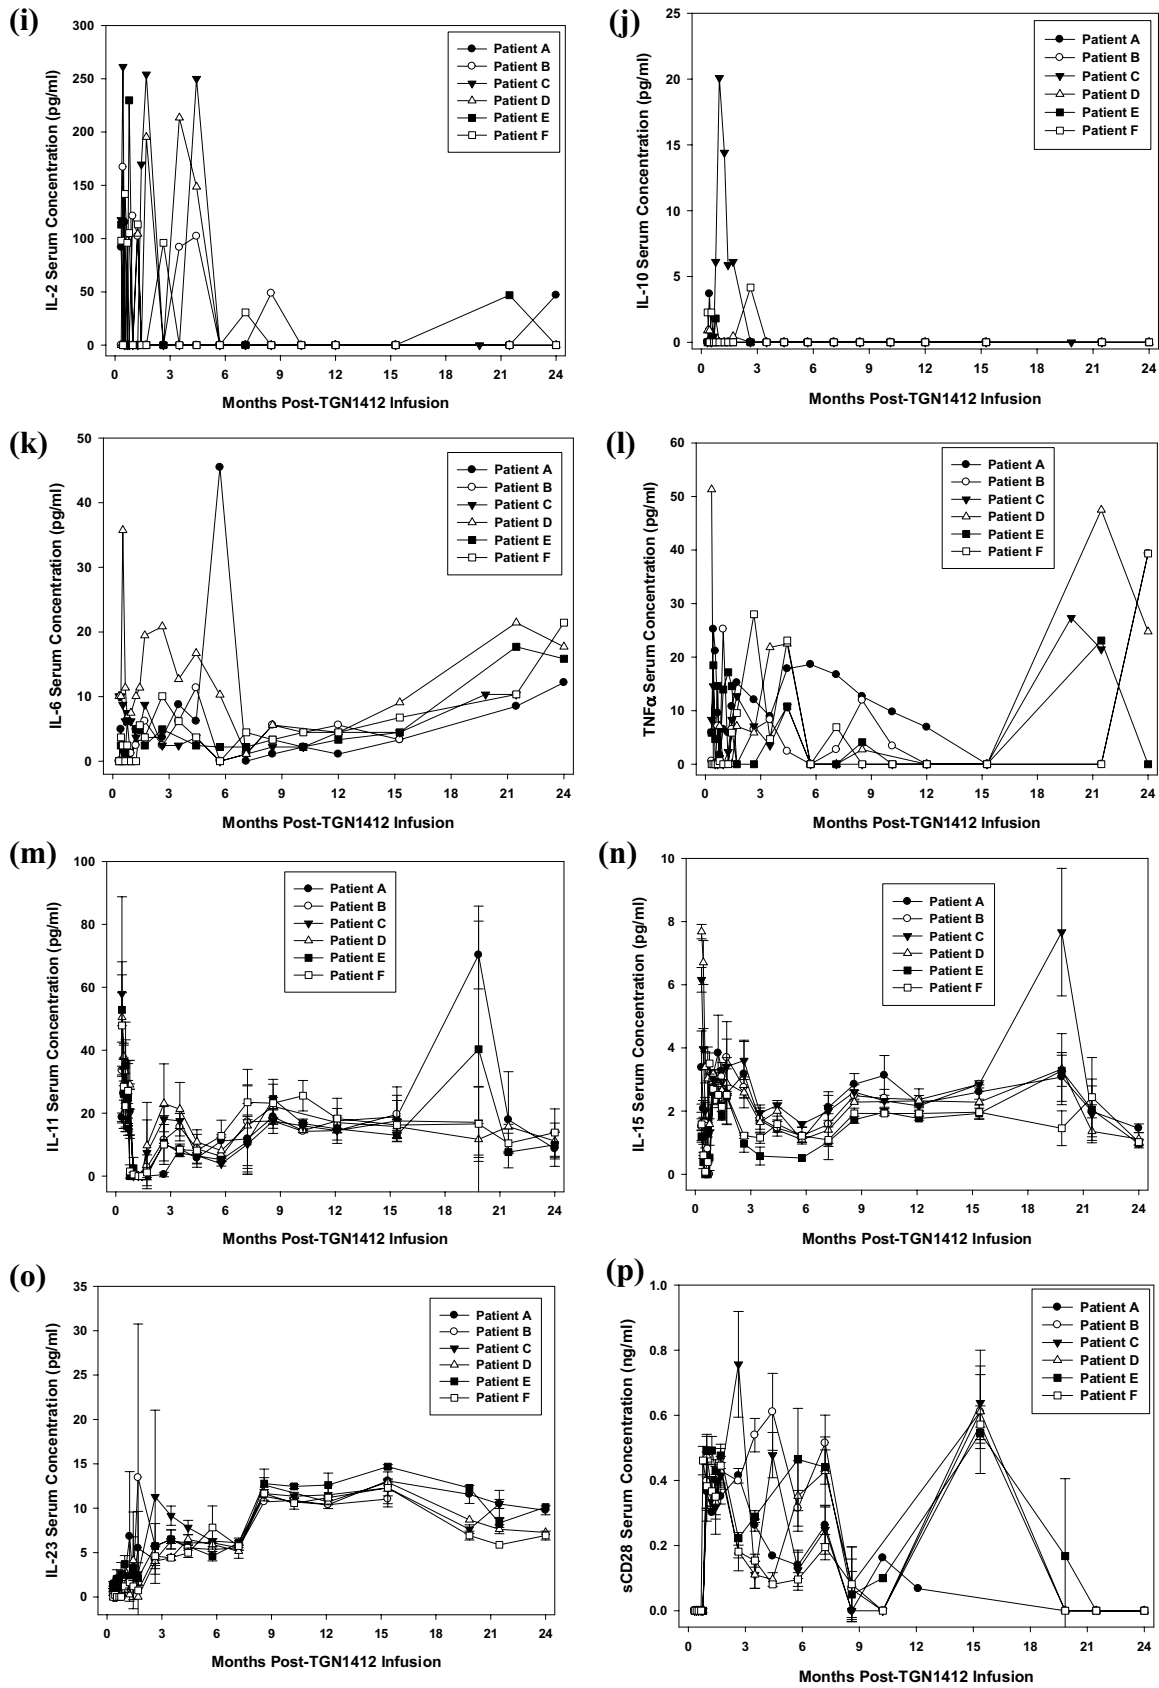 (i)
IL-2 Serum Concentration (pg/ml)
300
250
200
150
100
50
0
0 3 6 9 12 15 18 21 24
Months Post-TGN1412 Infusion
Patient A
Patient B
Patient C
Patient D
Patient E
Patient F
(j)
IL-10 Serum Concentration (pg/ml)
25
20
15
10
5
0
0 3 6 9 12 15 18 21 24
Months Post-TGN1412 Infusion
Patient A
Patient B
Patient C
Patient D
Patient E
Patient F
(k)
IL-6 Serum Concentration (pg/ml)
50
40
30
20
10
0
0 3 6 9 12 15 18 21 24
Months Post-TGN1412 Infusion
Patient A
Patient B
Patient C
Patient D
Patient E
Patient F
(l)
TNFα Serum Concentration (pg/ml)
60
50
40
30
20
10
0
0 3 6 9 12 15 18 21 24
Months Post-TGN1412 Infusion
Patient A
Patient B
Patient C
Patient D
Patient E
Patient F
(m)
IL-11 Serum Concentration (pg/ml)
100
80
60
40
20
0
0 3 6 9 12 15 18 21 24
Months Post-TGN1412 Infusion
Patient A
Patient B
Patient C
Patient D
Patient E
Patient F
(n)
IL-15 Serum Concentration (pg/ml)
10
8
6
4
2
0
0 3 6 9 12 15 18 21 24
Months Post-TGN1412 Infusion
Patient A
Patient B
Patient C
Patient D
Patient E
Patient F
(o)
IL-23 Serum Concentration (pg/ml)
35
30
25
20
15
10
5
0
0 3 6 9 12 15 18 21 24
Months Post-TGN1412 Infusion
Patient A
Patient B
Patient C
Patient D
Patient E
Patient F
(p)
sCD28 Serum Concentration (ng/ml)
1.0
0.8
0.6
0.4
0.2
0.0
0 3 6 9 12 15 18 21 24
Months Post-TGN1412 Infusion
Patient A
Patient B
Patient C
Patient D
Patient E
Patient F